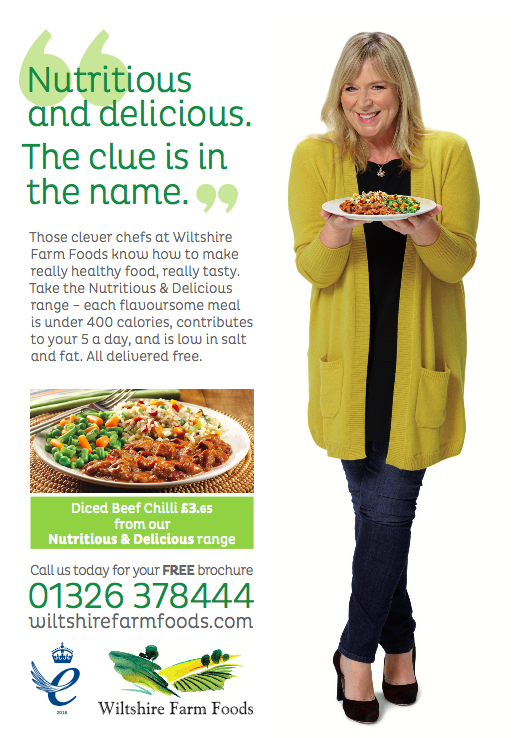 “Nutritious
and delicious.
The clue is in
the name.”
Those clever chefs at Wiltshire
Farm Foods know how to make
really healthy food, really tasty.
Take the Nutritious & Delicious
range – each flavoursome meal
is under 400 calories, contributes
to your 5 a day, and is low in salt
and fat. All delivered free.
Diced Beef Chilli £3.65
from our
Nutritious & Delicious range
Call us today for your FREE brochure
01326 378444
wiltshirefarmfoods.com
e
2016
Wiltshire Farm Foods